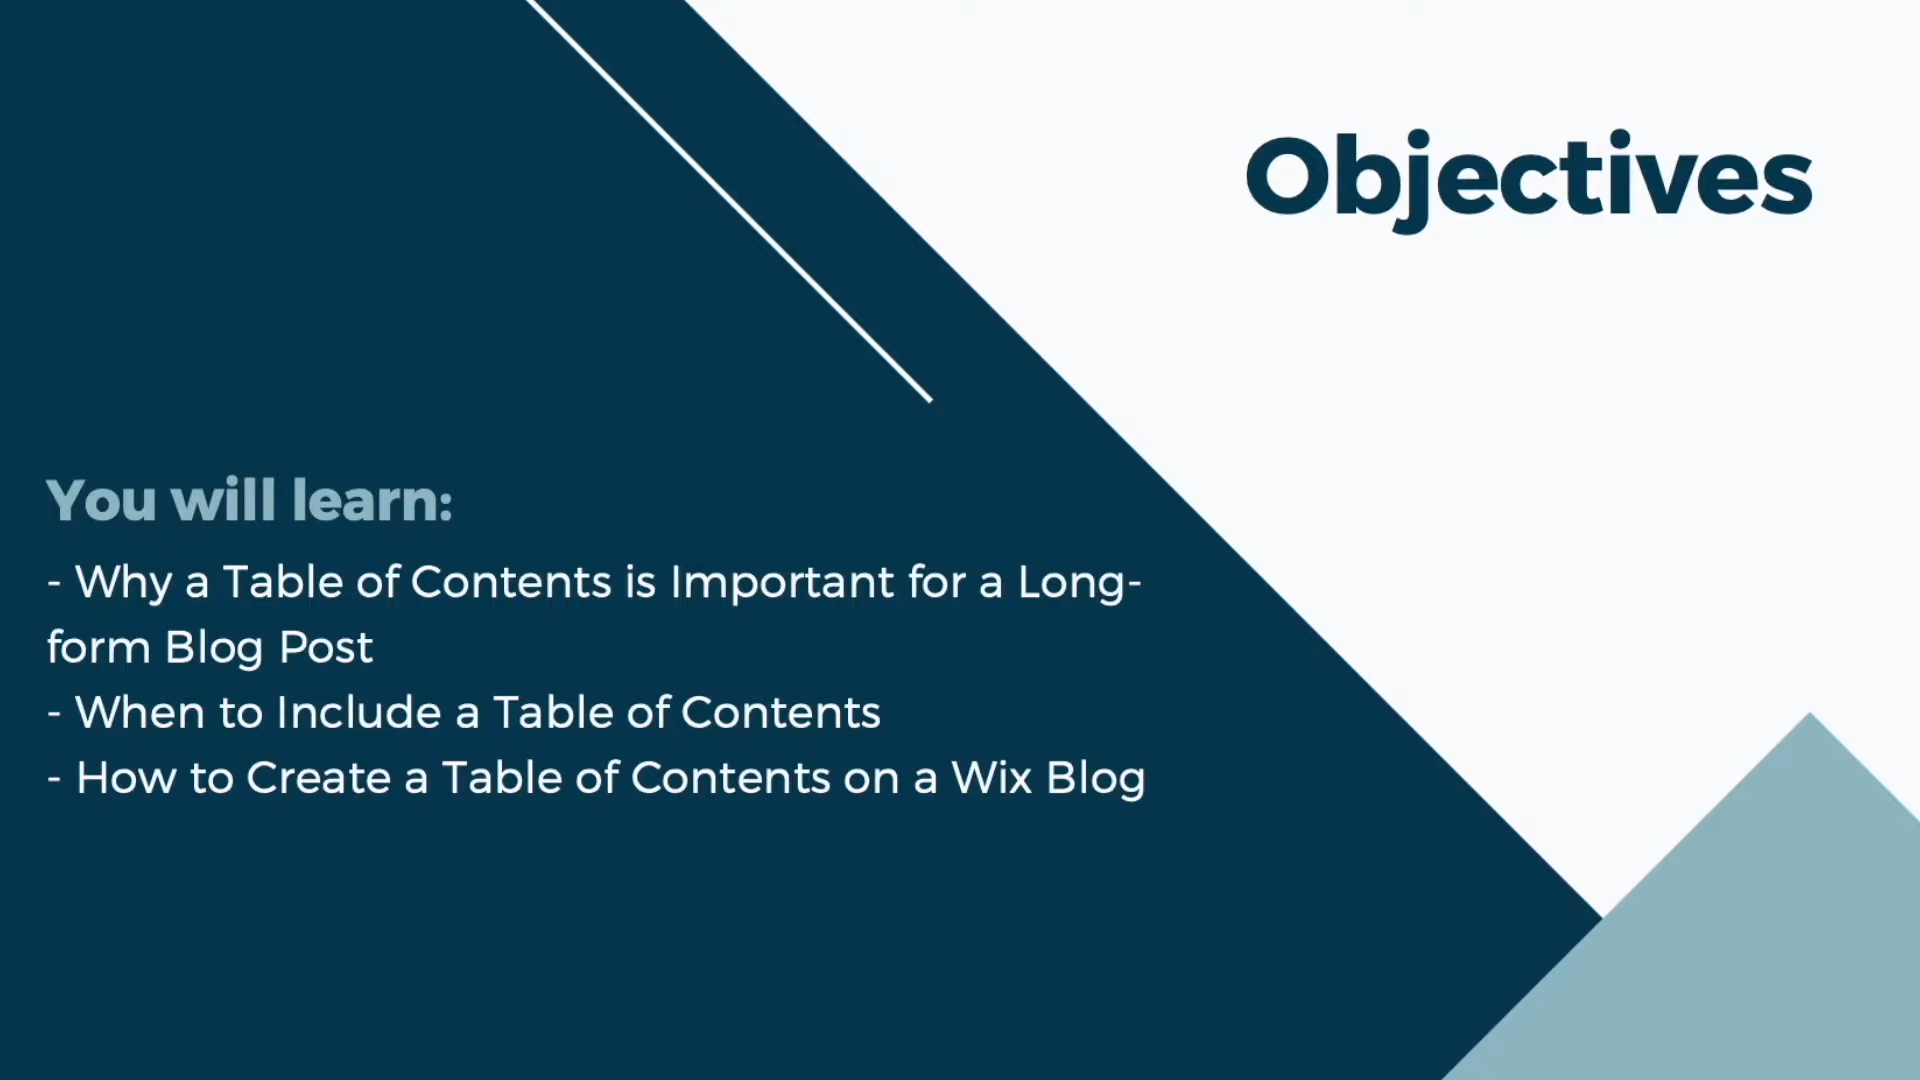 Objectives
You will learn:
- Why a Table of Contents is Important for a Long-
form Blog Post
- When to Include a Table of Contents
- How to Create a Table of Contents on a Wix Blog